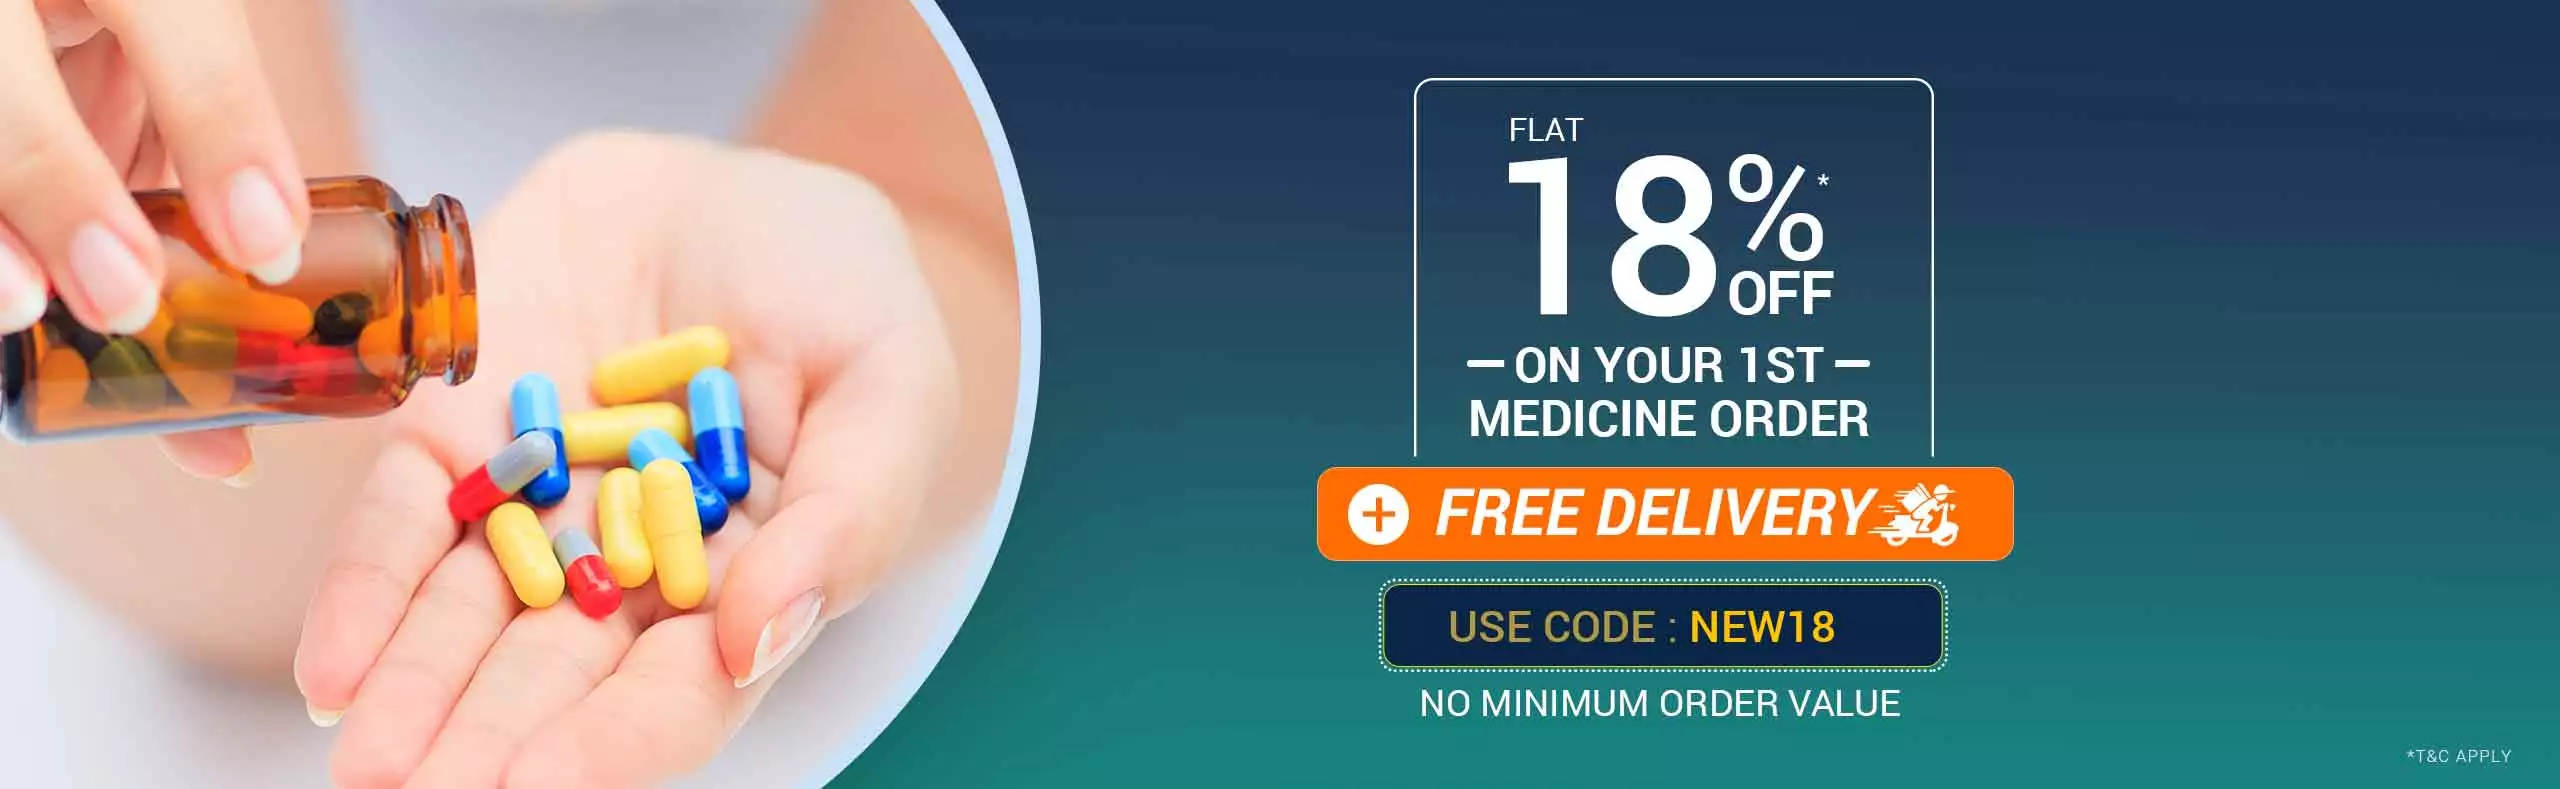 FLAT
18%*
OFF
ON YOUR 1ST
MEDICINE ORDER
+ FREE DELIVERY
USE CODE : NEW18
NO MINIMUM ORDER VALUE
*T&C APPLY